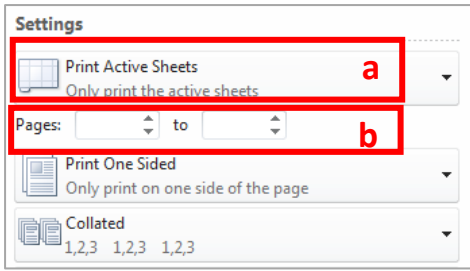 Settings
Print Active Sheets
a
Only print the active sheets
Pages: to
b
Print One Sided
Only print on one side of the page
Collated
1,2,3 1,2,3 1,2,3